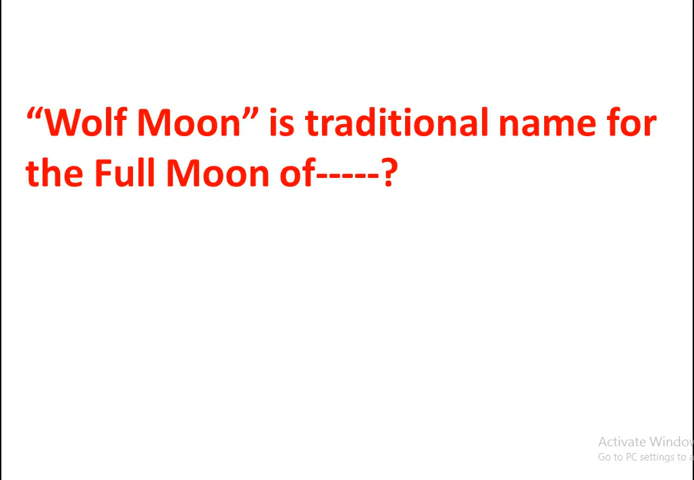 “Wolf Moon” is traditional name for
the Full Moon of-----?
Activate Window
Go to PC settings to